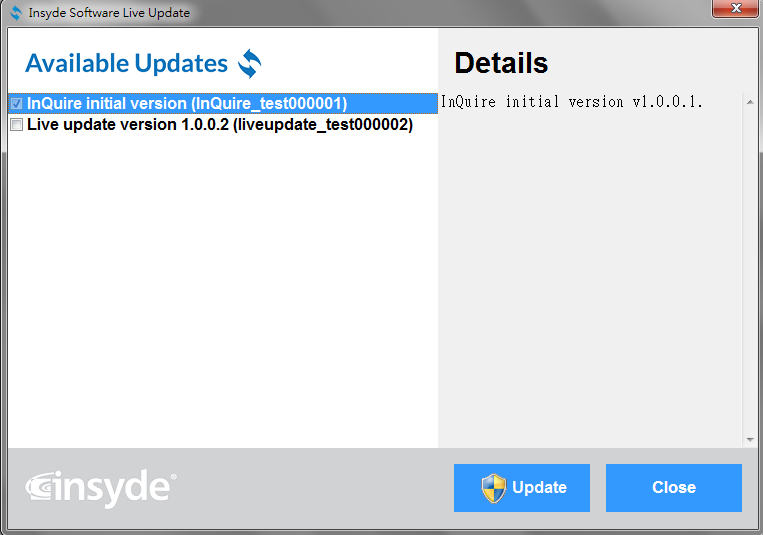 Insyde Software Live Update
Available Updates
Details
InQuire initial version (InQuire_test000001)
Live update version 1.0.0.2 (liveupdate_test000002)
InQuire initial version v1.0.0.1.
insyde®
Update
Close